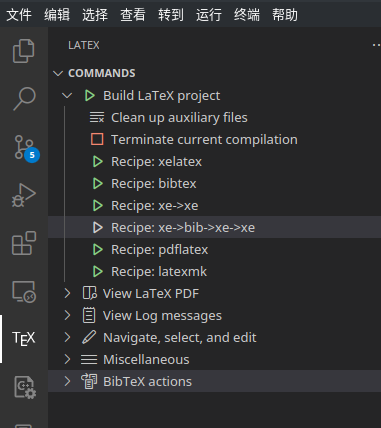 文件 编辑 选择 查看 转到 运行 终端 帮助
LATEX
COMMANDS
Build LaTeX project
Clean up auxiliary files
Terminate current compilation
Recipe: xelatex
5
Recipe: bibtex
Recipe: xe->xe
Recipe: xe->bib->xe->xe
Recipe: pdflatex
Recipe: latexmk
View LaTeX PDF
View Log messages
TEX
Navigate, select, and edit
Miscellaneous
BibTeX actions